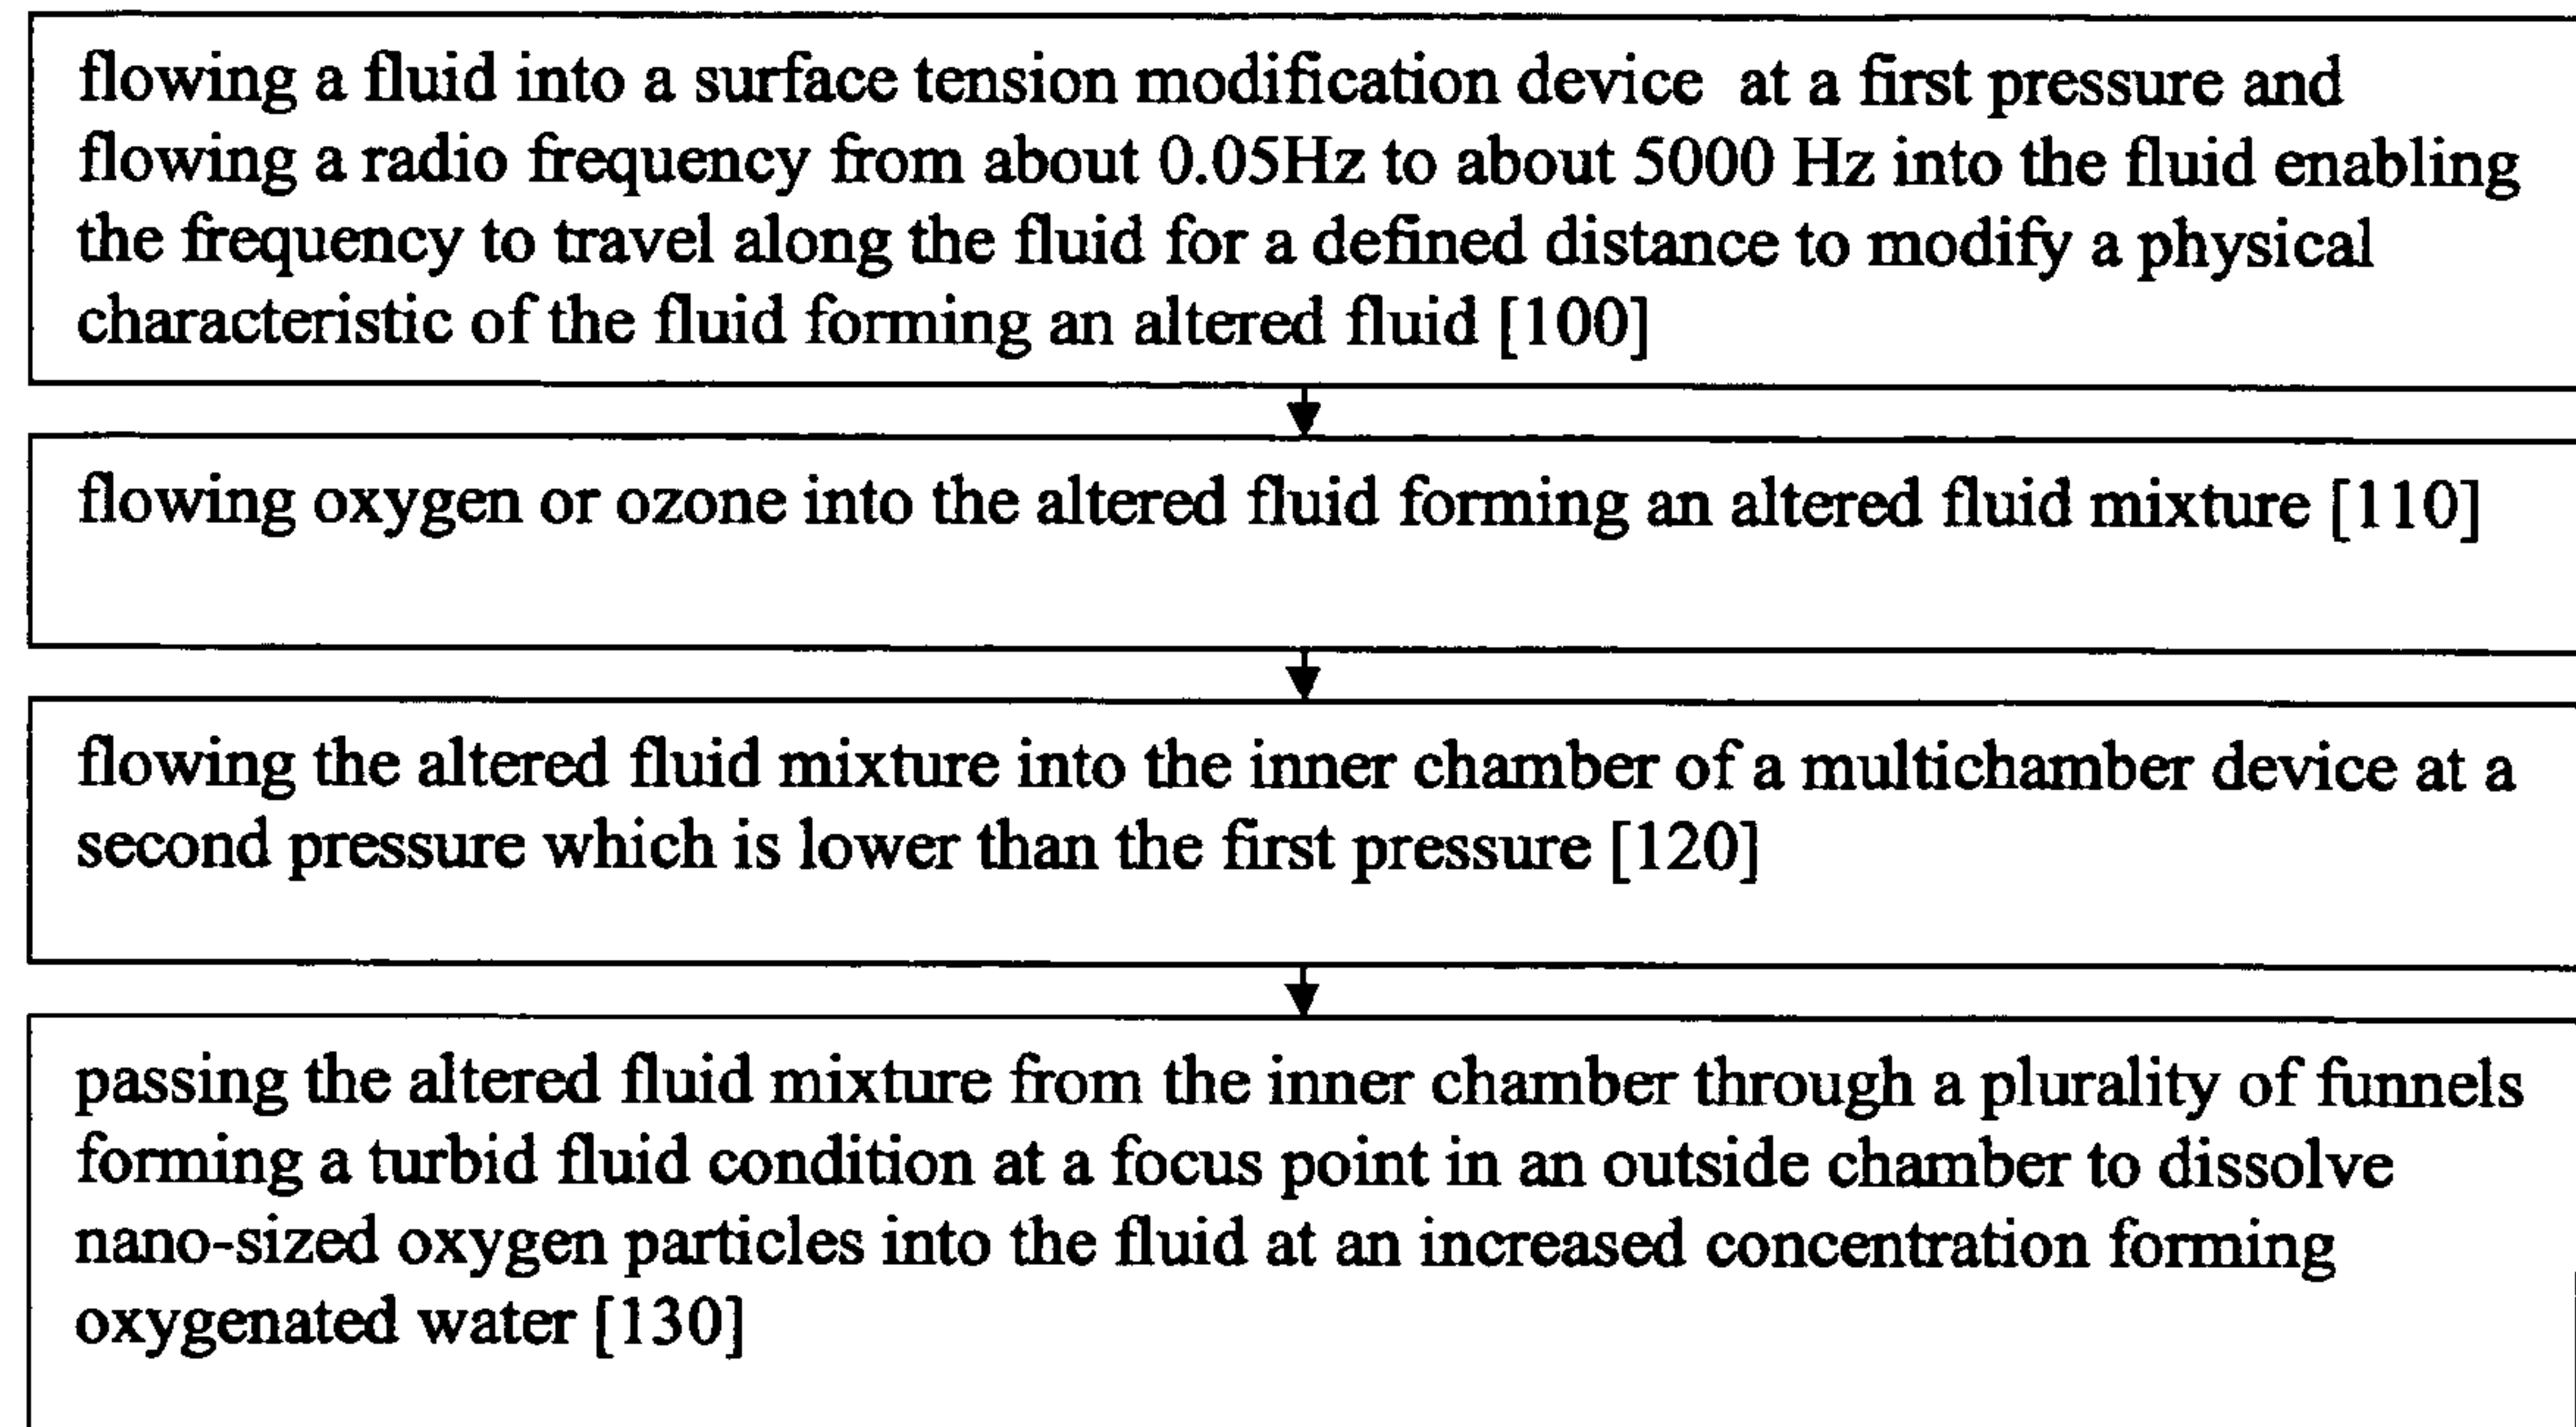 flowing a fluid into a surface tension modification device  at a first pressure and
flowing a radio frequency from about 0.05Hz to about 5000 Hz into the fluid enabling
the frequency to travel along the fluid for a defined distance to modify a physical
characteristic of the fluid forming an altered fluid [100]
flowing oxygen or ozone into the altered fluid forming an altered fluid mixture [110]
flowing the altered fluid mixture into the inner chamber of a multichamber device at a
second pressure which is lower than the first pressure [120]
passing the altered fluid mixture from the inner chamber through a plurality of funnels
forming a turbid fluid condition at a focus point in an outside chamber to dissolve
nano-sized oxygen particles into the fluid at an increased concentration forming
oxygenated water [130]